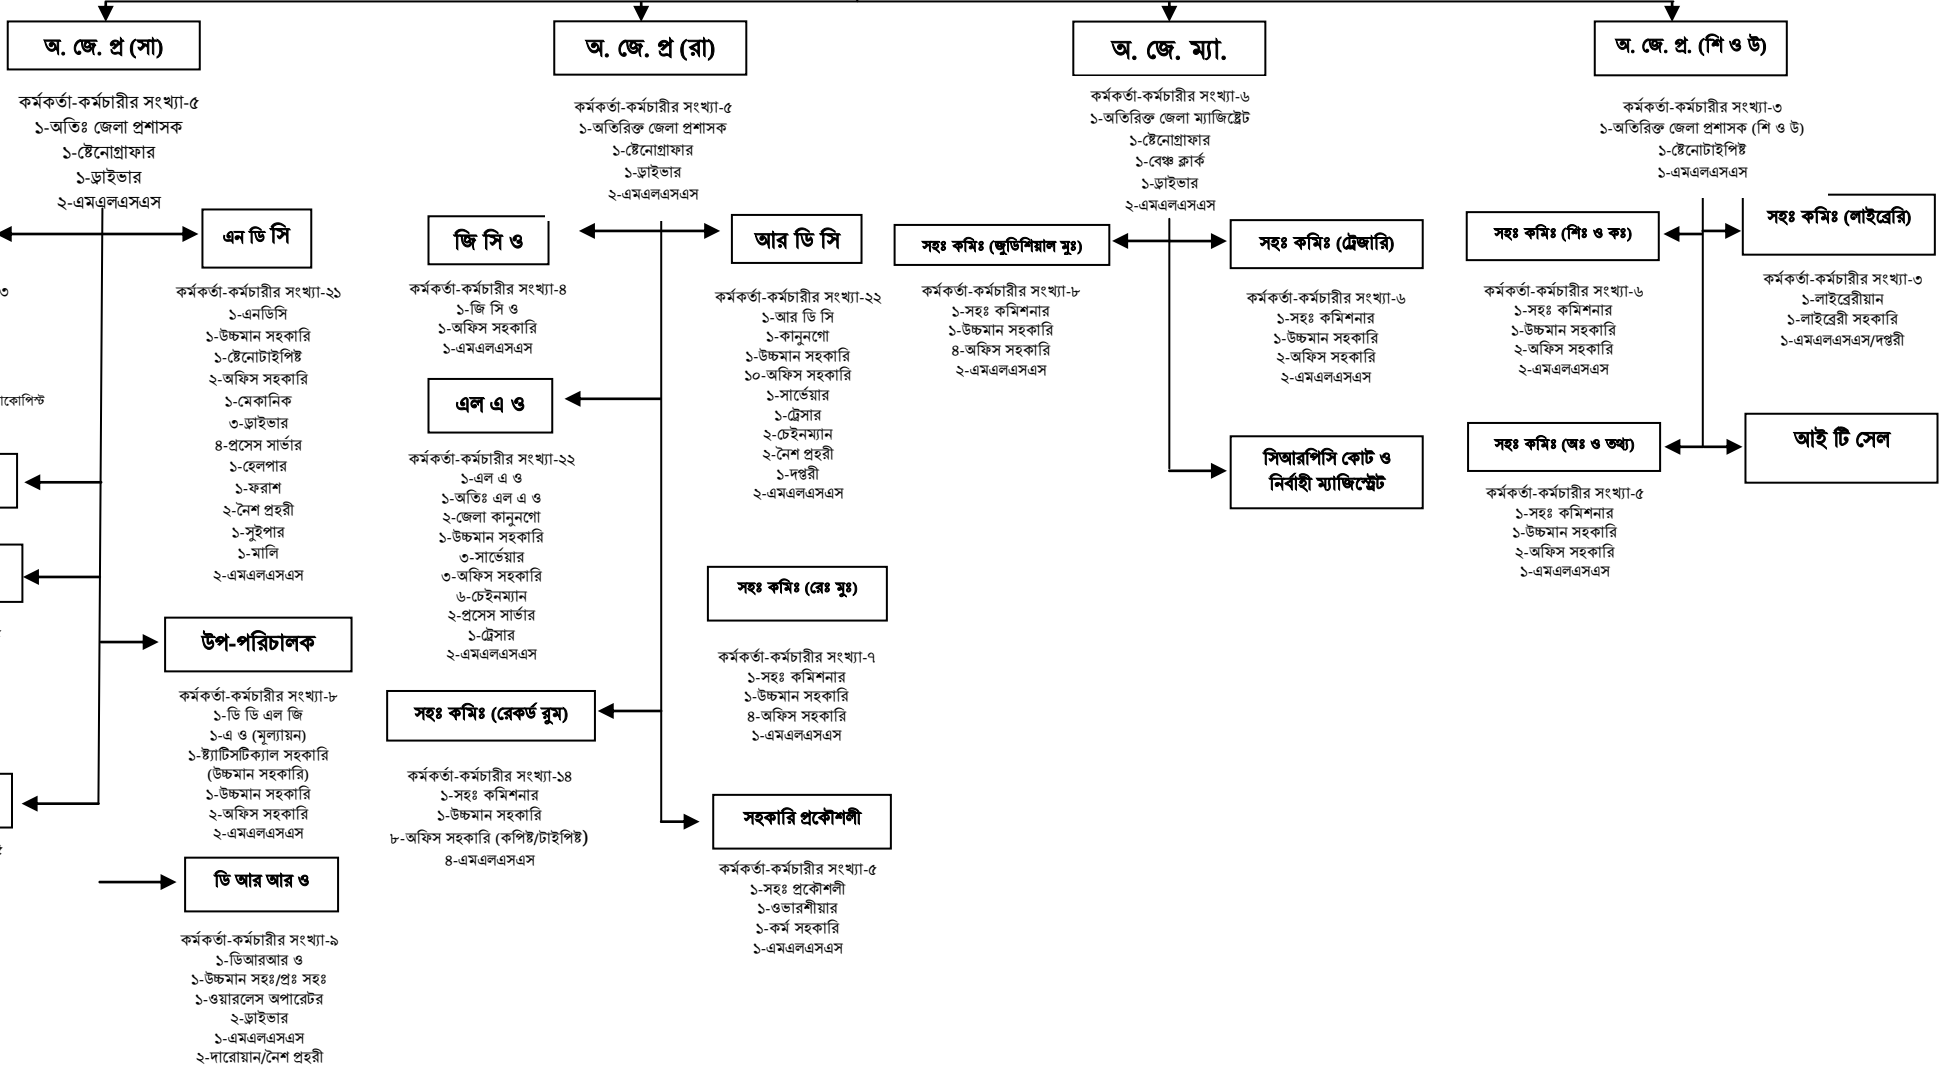 অ. জে. প্র (সা)
কর্মকর্তা-কর্মচারীর সংখ্যা-৫
১-অতিঃ জেলা প্রশাসক
১-ষ্টেনোগ্রাফার
১-ড্রাইভার
২-এমএলএসএস
এন ডি সি
কর্মকর্তা-কর্মচারীর সংখ্যা-২১
১-এনডিসি
১-উচ্চমান সহকারি
১-ষ্টেনোটাইপিষ্ট
২-অফিস সহকারি
১-মেকানিক
৩-ড্রাইভার
৪-প্রসেস সার্ভার
১-হেলপার
১-ফরাশ
২-নৈশ প্রহরী
১-সুইপার
১-মালি
২-এমএলএসএস
৩
াকোপিস্ট
উপ-পরিচালক
কর্মকর্তা-কর্মচারীর সংখ্যা-৮
১-ডি ডি এল জি
১-এ ও (মূল্যায়ন)
১-ষ্ট্যাটিসটিক্যাল সহকারি
(উচ্চমান সহকারি)
১-উচ্চমান সহকারি
২-অফিস সহকারি
২-এমএলএসএস
ডি আর আর ও
কর্মকর্তা-কর্মচারীর সংখ্যা-৯
১-ডিআরআর ও
১-উচ্চমান সহঃ/প্রঃ সহঃ
১-ওয়ারলেস অপারেটর
২-ড্রাইভার
১-এমএলএসএস
২-দারোয়ান/নৈশ প্রহরী
অ. জে. প্র (রা)
কর্মকর্তা-কর্মচারীর সংখ্যা-৫
১-অতিরিক্ত জেলা প্রশাসক
১-ষ্টেনোগ্রাফার
১-ড্রাইভার
২-এমএলএসএস
জি সি ও
কর্মকর্তা-কর্মচারীর সংখ্যা-৪
১-জি সি ও
১-অফিস সহকারি
১-এমএলএসএস
এল এ ও
কর্মকর্তা-কর্মচারীর সংখ্যা-২২
১-এল এ ও
১-অতিঃ এল এ ও
২-জেলা কানুনগো
১-উচ্চমান সহকারি
৩-সার্ভেয়ার
৩-অফিস সহকারি
৬-চেইনম্যান
২-প্রসেস সার্ভার
১-ট্রেসার
২-এমএলএসএস
সহঃ কমিঃ (রেকর্ড রুম)
কর্মকর্তা-কর্মচারীর সংখ্যা-১৪
১-সহঃ কমিশনার
১-উচ্চমান সহকারি
৮-অফিস সহকারি (কপিষ্ট/টাইপিষ্ট)
৪-এমএলএসএস
আর ডি সি
কর্মকর্তা-কর্মচারীর সংখ্যা-২২
১-আর ডি সি
১-কানুনগো
১-উচ্চমান সহকারি
১০-অফিস সহকারি
১-সার্ভেয়ার
১-ট্রেসার
২-চেইনম্যান
২-নৈশ প্রহরী
১-দপ্তরী
২-এমএলএসএস
সহঃ কমিঃ (রেঃ মুঃ)
কর্মকর্তা-কর্মচারীর সংখ্যা-৭
১-সহঃ কমিশনার
১-উচ্চমান সহকারি
৪-অফিস সহকারি
১-এমএলএসএস
সহকারি প্রকৌশলী
কর্মকর্তা-কর্মচারীর সংখ্যা-৫
১-সহঃ প্রকৌশলী
১-ওভারশীয়ার
১-কর্ম সহকারি
১-এমএলএসএস
অ. জে. ম্যা.
কর্মকর্তা-কর্মচারীর সংখ্যা-৬
১-অতিরিক্ত জেলা ম্যাজিষ্ট্রেট
১-ষ্টেনোগ্রাফার
১-বেঞ্চ ক্লার্ক
১-ড্রাইভার
২-এমএলএসএস
সহঃ কমিঃ (জুডিশিয়াল মুঃ)
কর্মকর্তা-কর্মচারীর সংখ্যা-৮
১-সহঃ কমিশনার
১-উচ্চমান সহকারি
৪-অফিস সহকারি
২-এমএলএসএস
সহঃ কমিঃ (ট্রেজারি)
কর্মকর্তা-কর্মচারীর সংখ্যা-৬
১-সহঃ কমিশনার
১-উচ্চমান সহকারি
২-অফিস সহকারি
২-এমএলএসএস
সিআরপিসি কোট ও
নির্বাহী ম্যাজিস্ট্রেট
অ. জে. প্র. (শি ও উ)
কর্মকর্তা-কর্মচারীর সংখ্যা-৩
১-অতিরিক্ত জেলা প্রশাসক (শি ও উ)
১-ষ্টেনোটাইপিষ্ট
১-এমএলএসএস
সহঃ কমিঃ (শিঃ ও কঃ)
কর্মকর্তা-কর্মচারীর সংখ্যা-৬
১-সহঃ কমিশনার
১-উচ্চমান সহকারি
২-অফিস সহকারি
২-এমএলএসএস
সহঃ কমিঃ (অঃ ও তথ্য)
কর্মকর্তা-কর্মচারীর সংখ্যা-৫
১-সহঃ কমিশনার
১-উচ্চমান সহকারি
২-অফিস সহকারি
১-এমএলএসএস
সহঃ কমিঃ (লাইব্রেরি)
কর্মকর্তা-কর্মচারীর সংখ্যা-৩
১-লাইব্রেরীয়ান
১-লাইব্রেরী সহকারি
১-এমএলএসএস/দপ্তরী
আই টি সেল